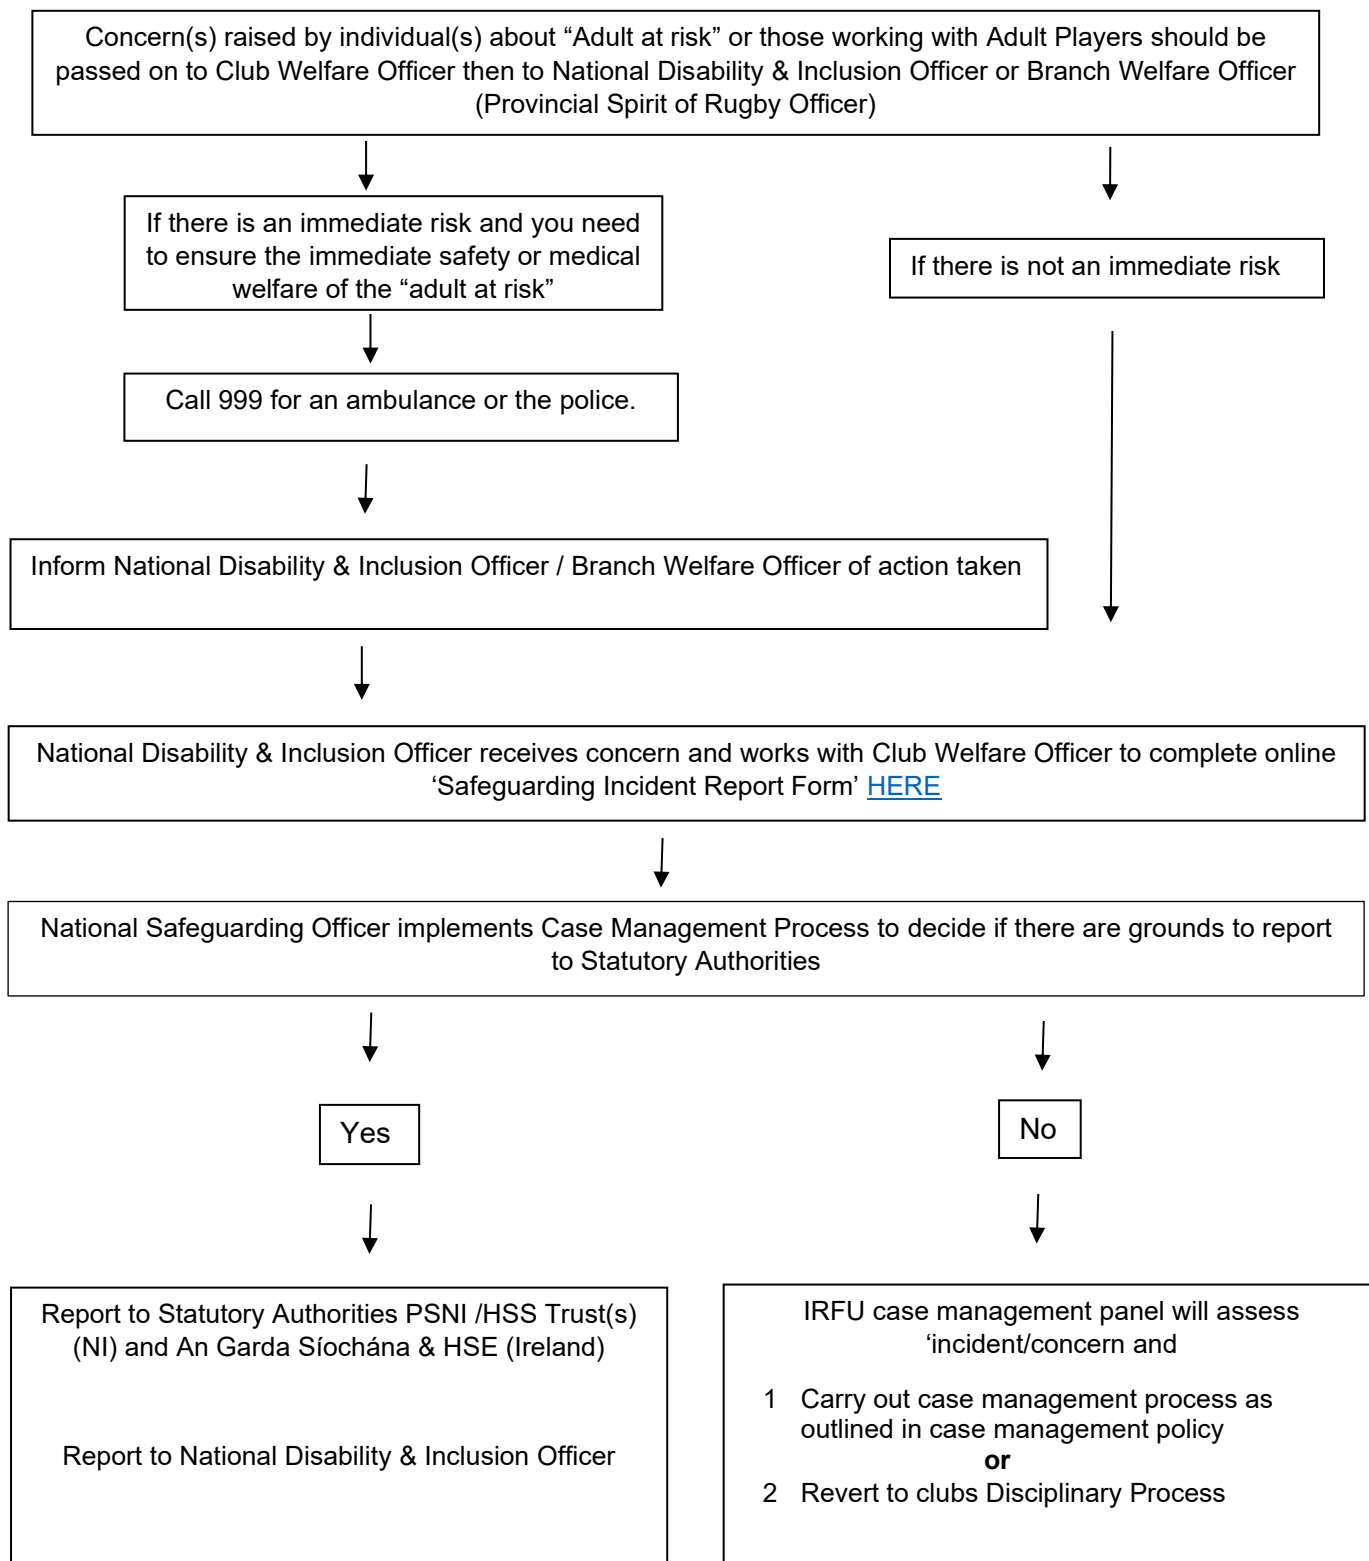 Concern(s) raised by individual(s) about “Adult at risk” or those working with Adult Players should be
passed on to Club Welfare Officer then to National Disability & Inclusion Officer or Branch Welfare Officer
(Provincial Spirit of Rugby Officer)
If there is an immediate risk and you need
to ensure the immediate safety or medical
welfare of the “adult at risk”
If there is not an immediate risk
Call 999 for an ambulance or the police.
Inform National Disability & Inclusion Officer / Branch Welfare Officer of action taken
National Disability & Inclusion Officer receives concern and works with Club Welfare Officer to complete online
‘Safeguarding Incident Report Form’ HERE
National Safeguarding Officer implements Case Management Process to decide if there are grounds to report
to Statutory Authorities
Yes
No
Report to Statutory Authorities PSNI /HSS Trust(s)
(NI) and An Garda Síochána & HSE (Ireland)
Report to National Disability & Inclusion Officer
IRFU case management panel will assess
‘incident/concern and
1 Carry out case management process as
outlined in case management policy
or
2 Revert to clubs Disciplinary Process